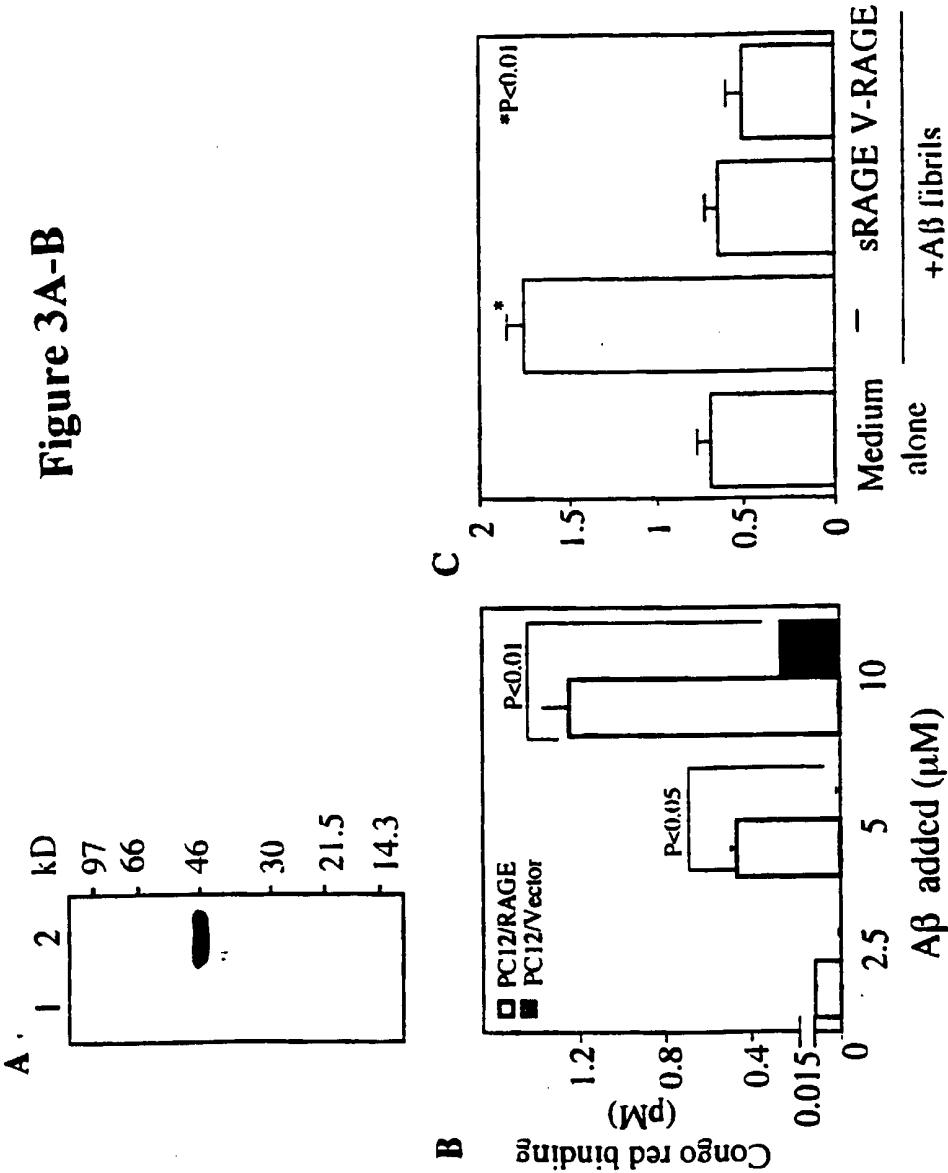 Figure 3A-B
A
1 2 kD
97
66
46
30
21.5
14.3
B
Congo red binding
(pM)
1.2
0.8
0.4
0.015
0
PC12/RAGE
PC12/Vector
P<0.05
P<0.01
2.5 5 10
Aβ added (μM)
C
2
1.5
1
0.5
0
*
*P<0.01
Medium
alone
– sRAGE V-RAGE
+Aβ fibrils